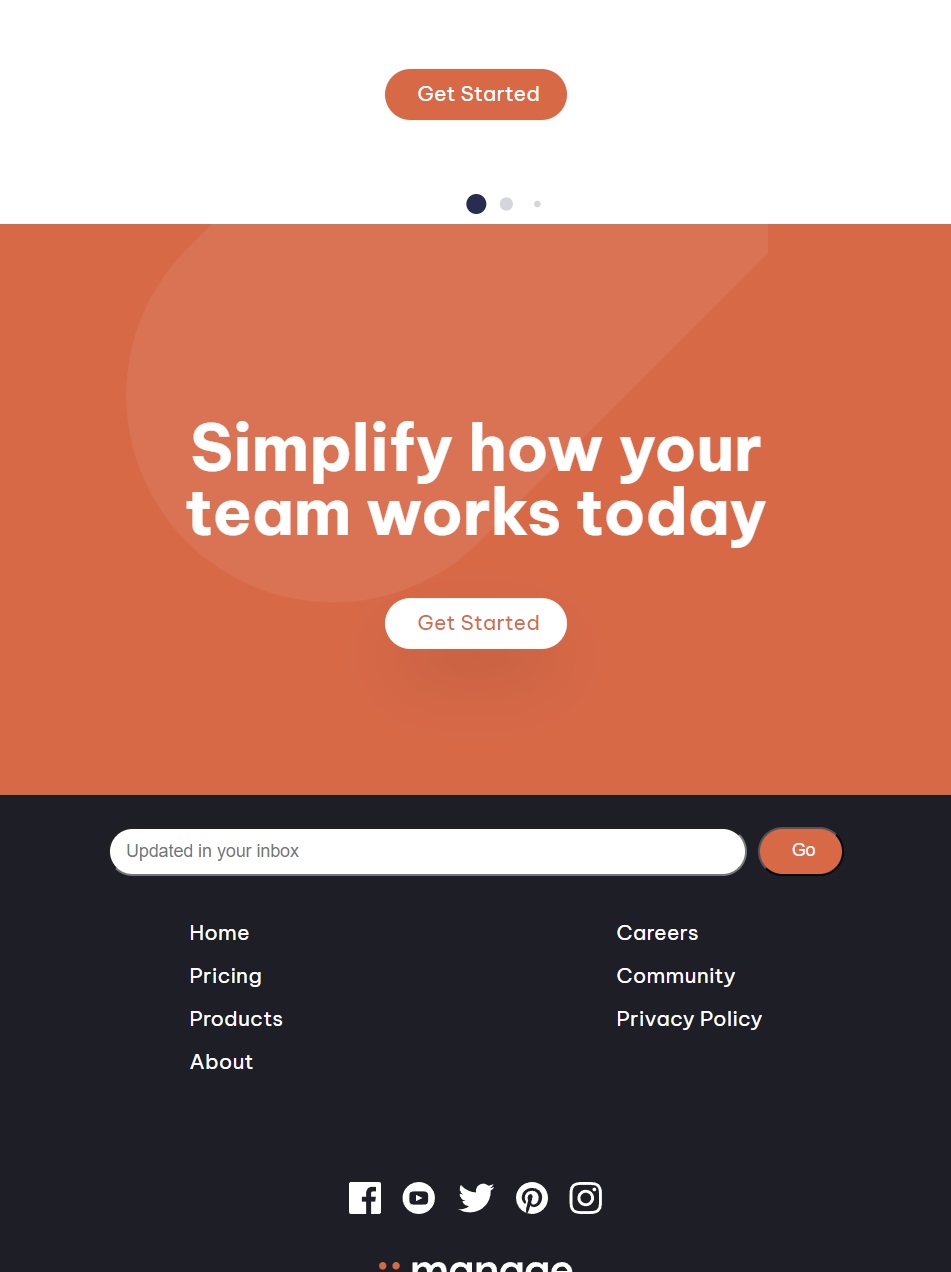 Get Started
Simplify how your
team works today
Get Started
Updated in your inbox
Go
Home
Careers
Pricing
Community
Products
Privacy Policy
About
manage